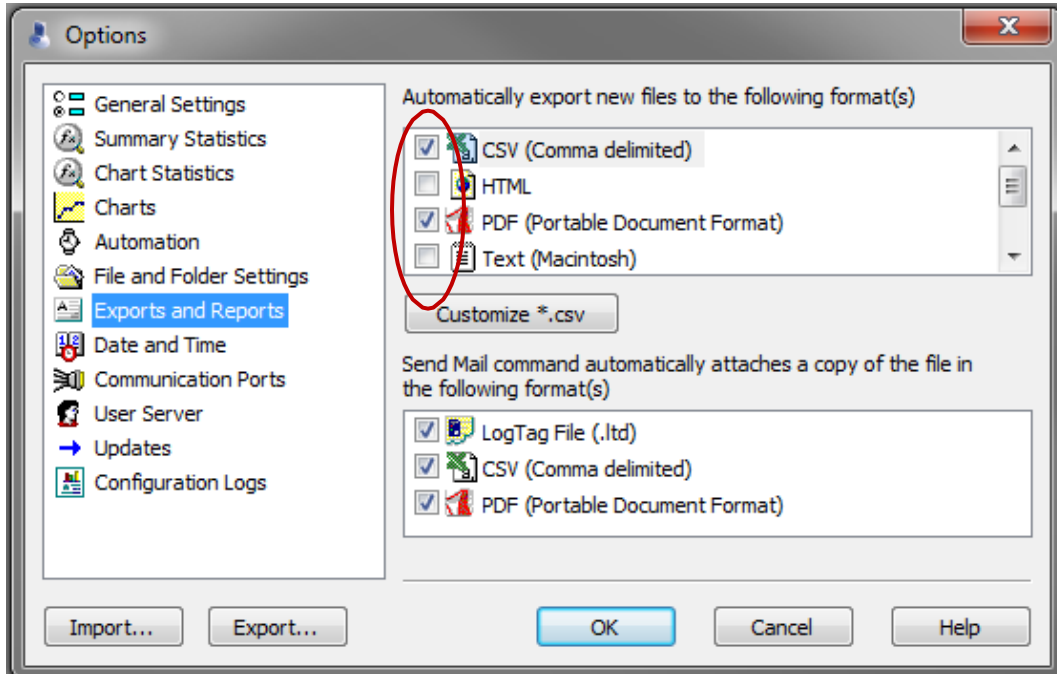 Options
General Settings
Summary Statistics
Chart Statistics
Charts
Automation
File and Folder Settings
Exports and Reports
Date and Time
Communication Ports
User Server
Updates
Configuration Logs
Automatically export new files to the following format(s)
CSV (Comma delimited)
HTML
PDF (Portable Document Format)
Text (Macintosh)
Customize *.csv
Send Mail command automatically attaches a copy of the file in
the following format(s)
LogTag File (.ltd)
CSV (Comma delimited)
PDF (Portable Document Format)
Import...
Export...
OK
Cancel
Help